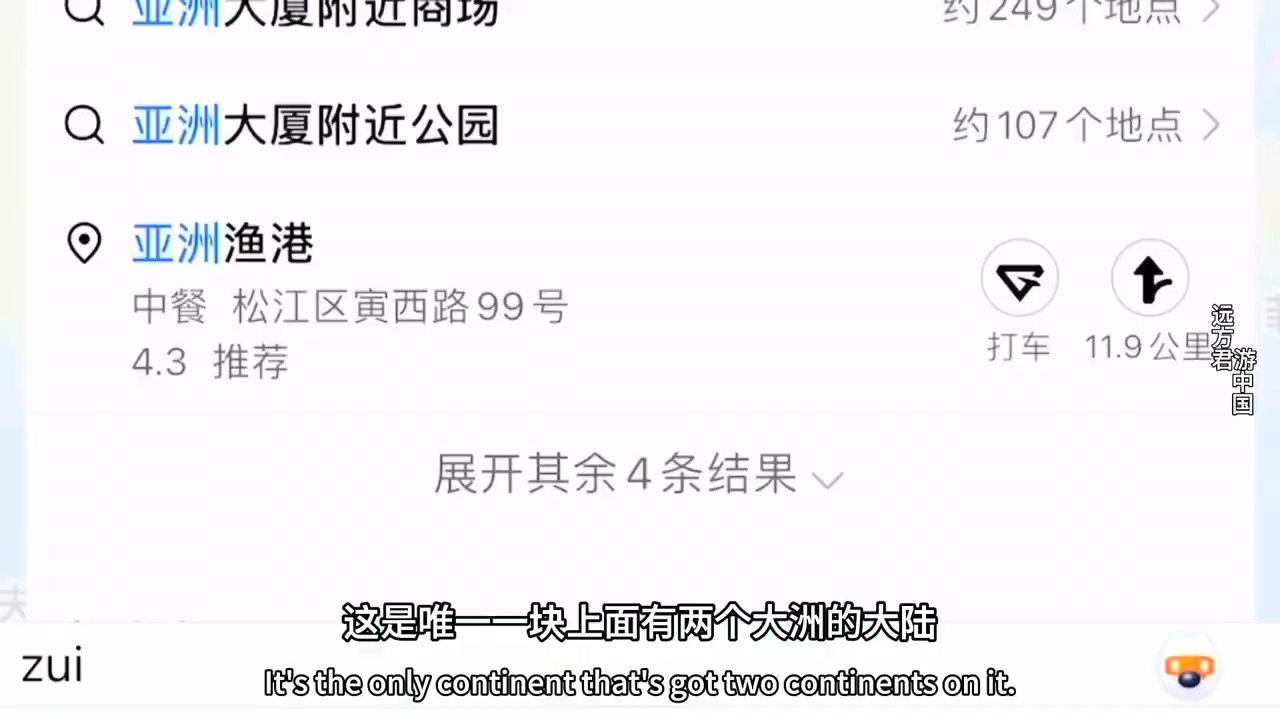 亚洲大厦附近商场 约249个地点
亚洲大厦附近公园 约107个地点
亚洲渔港
中餐 松江区寅西路99号
4.3 推荐
打车 11.9公里
远方君
游中国
展开其余4条结果
这是唯一一块上面有两个大洲的大陆
zui
It's the only continent that's got two continents on it.